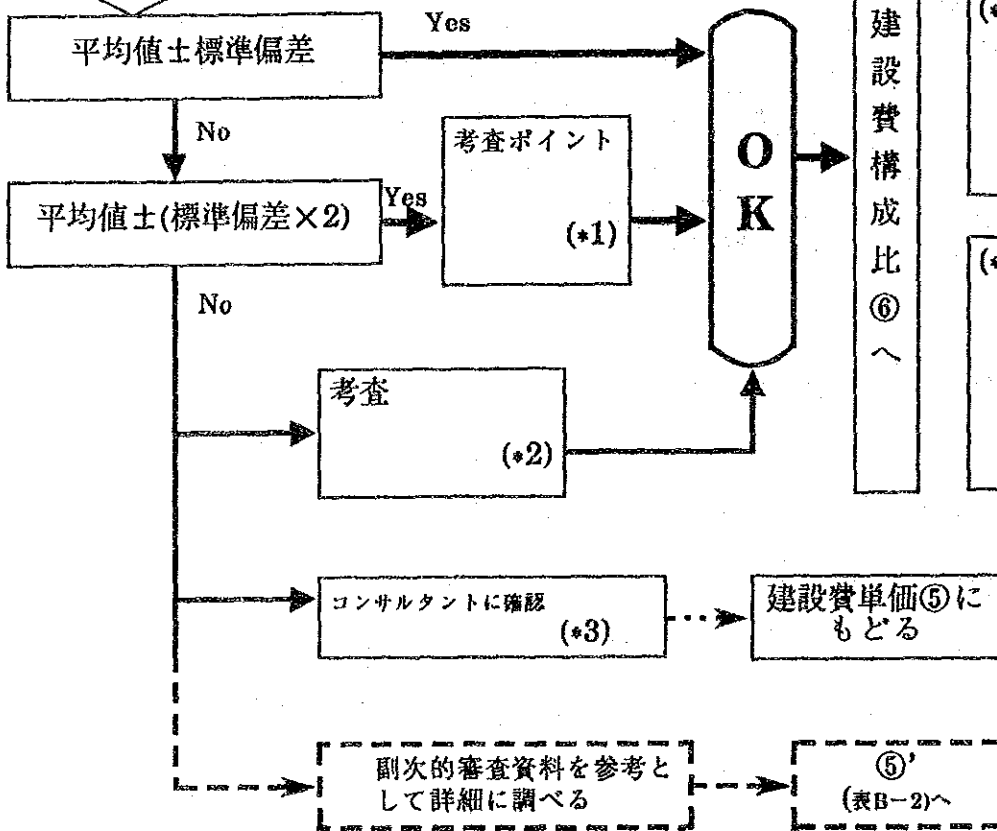 平均値士標準偏差
Yes
No
平均値士(標準偏差×2)
Yes
考査ポイント
(*1)
OK
建設費構成比⑥へ
(*
(*
No
考査
(*2)
コンサルタントに確認
(*3)
建設費単価⑤に
もどる
副次的審査資料を参考と
して詳細に調べる
⑤'
(表B-2)へ